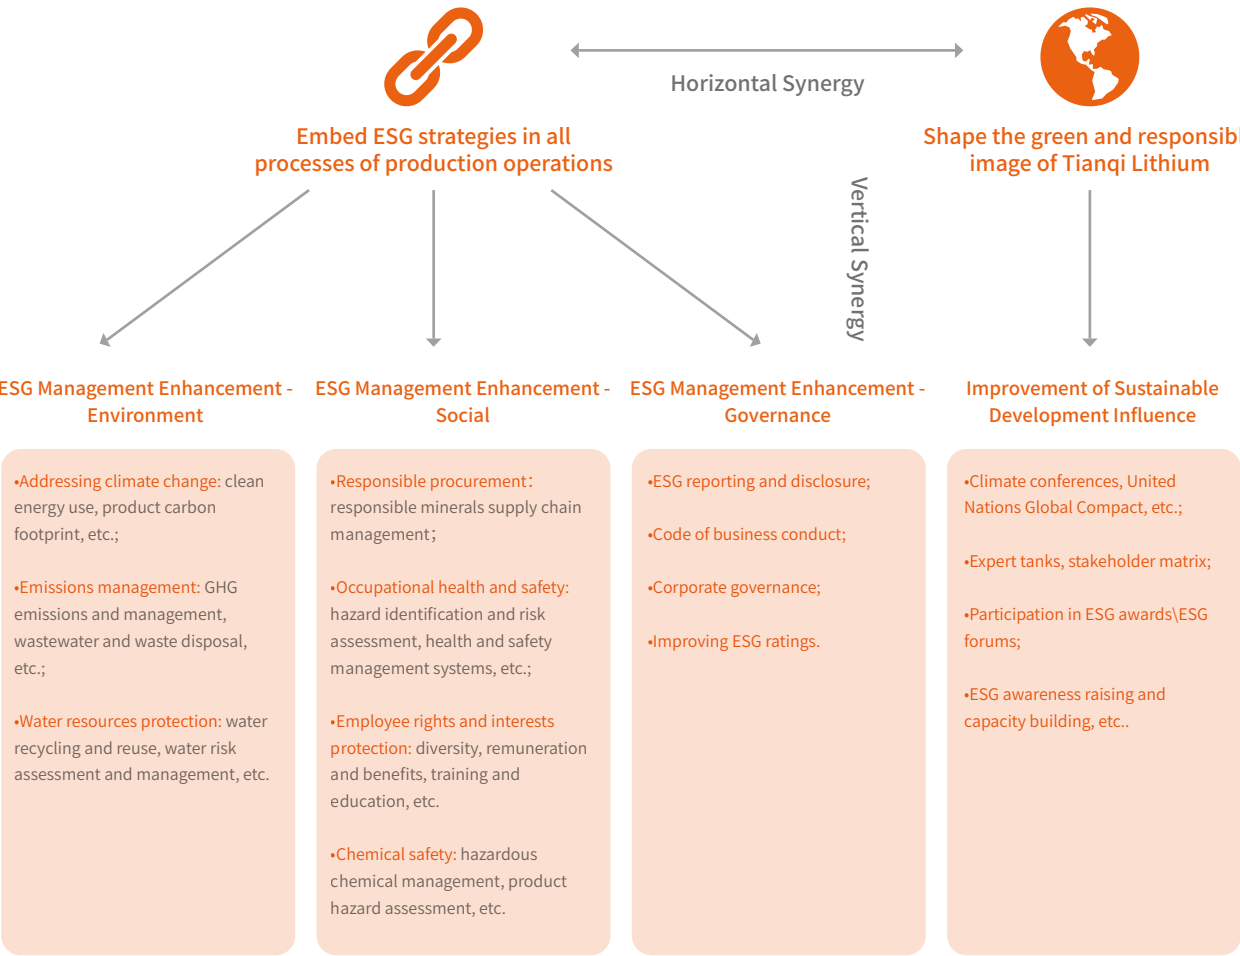 Horizontal Synergy
Embed ESG strategies in all
processes of production operations
Shape the green and responsibl
image of Tianqi Lithium
Vertical Synergy
ESG Management Enhancement -
Environment
•Addressing climate change: clean
energy use, product carbon
footprint, etc.;
•Emissions management: GHG
emissions and management,
wastewater and waste disposal,
etc.;
•Water resources protection: water
recycling and reuse, water risk
assessment and management, etc.
ESG Management Enhancement -
Social
•Responsible procurement：
responsible minerals supply chain
management；
•Occupational health and safety:
hazard identification and risk
assessment, health and safety
management systems, etc.;
•Employee rights and interests
protection: diversity, remuneration
and benefits, training and
education, etc.
•Chemical safety: hazardous
chemical management, product
hazard assessment, etc.
ESG Management Enhancement -
Governance
•ESG reporting and disclosure;
•Code of business conduct;
•Corporate governance;
•Improving ESG ratings.
Improvement of Sustainable
Development Influence
•Climate conferences, United
Nations Global Compact, etc.;
•Expert tanks, stakeholder matrix;
•Participation in ESG awards\ESG
forums;
•ESG awareness raising and
capacity building, etc..